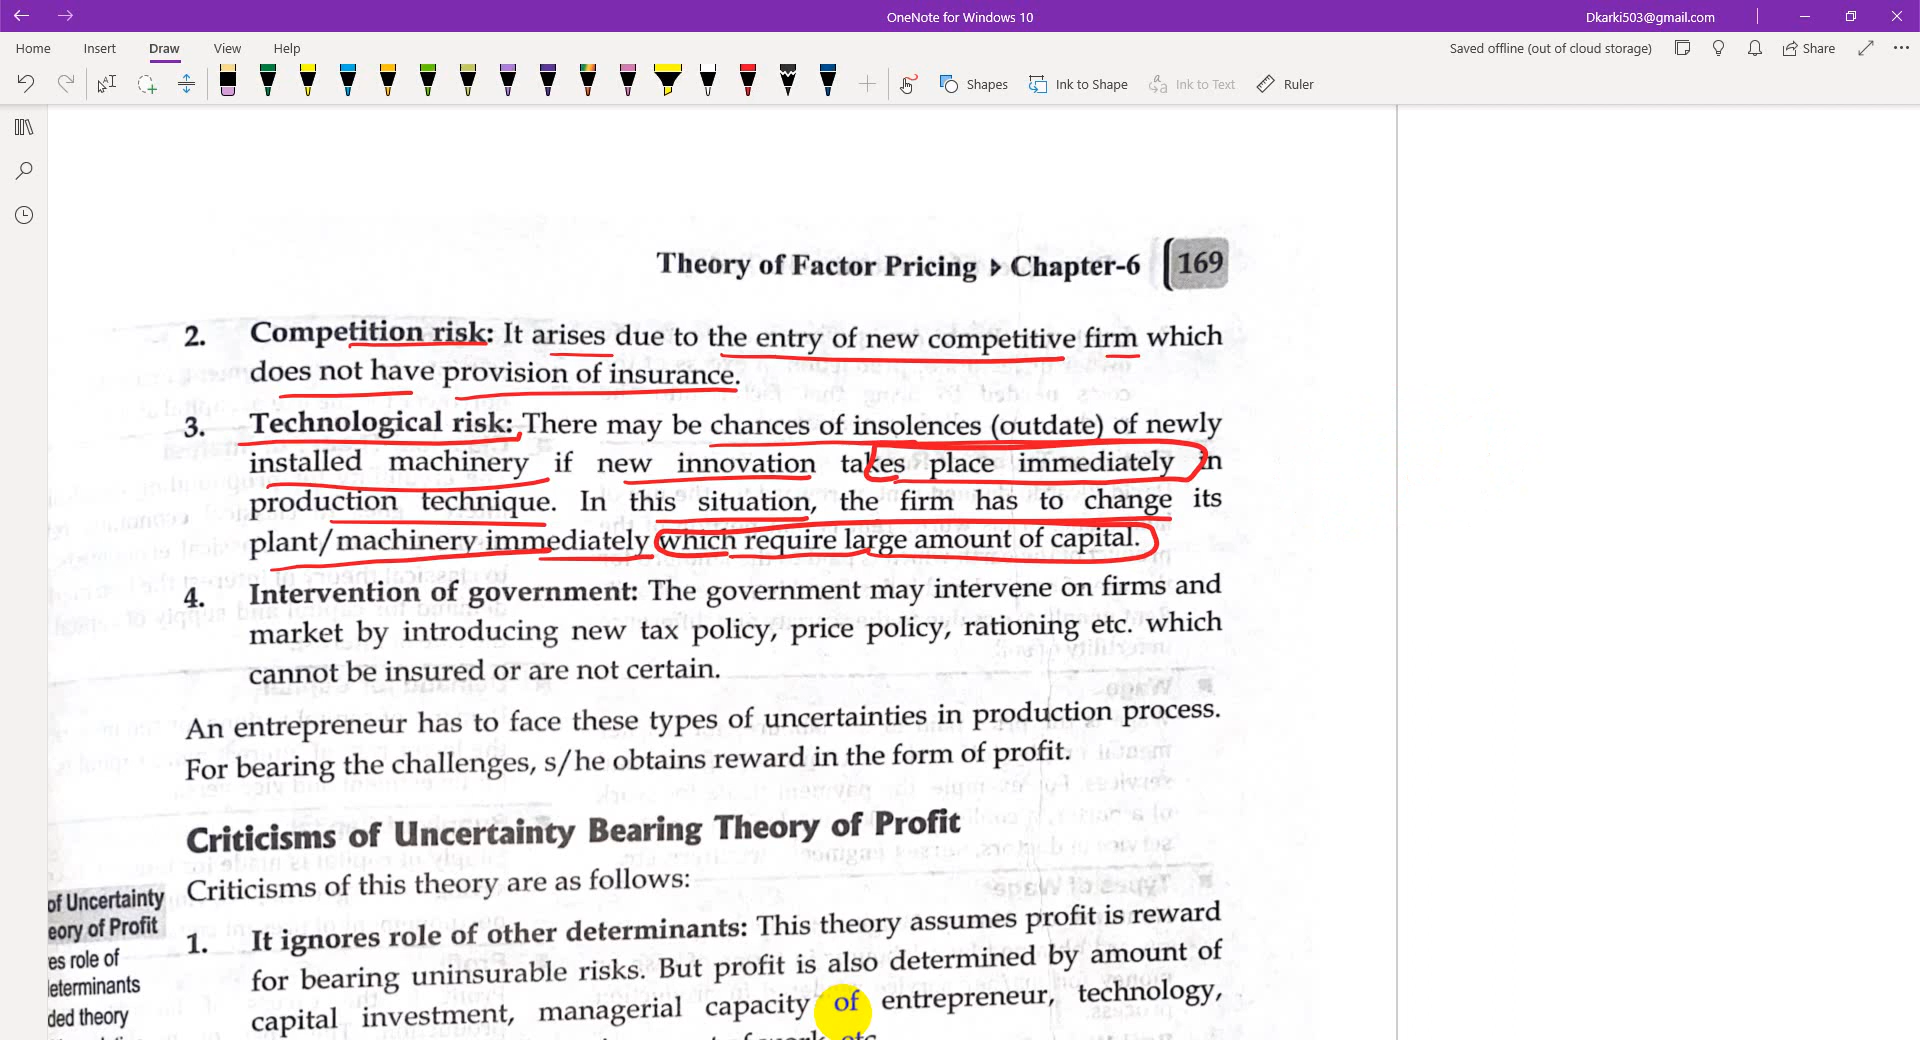 OneNote for Windows 10
Dkarki503@gmail.com
Home Insert Draw View Help
Saved offline (out of cloud storage)
Share
Shapes Ink to Shape Ink to Text Ruler
Theory of Factor Pricing Chapter-6 169
2. Competition risk: It arises due to the entry of new competitive firm which
does not have provision of insurance.
3. Technological risk: There may be chances of insolences (outdate) of newly
installed machinery if new innovation takes place immediately in
production technique. In this situation, the firm has to change its
plant/machinery immediately which require large amount of capital.
4. Intervention of government: The government may intervene on firms and
market by introducing new tax policy, price policy, rationing etc. which
cannot be insured or are not certain.
An entrepreneur has to face these types of uncertainties in production process.
For bearing the challenges, s/he obtains reward in the form of profit.
Criticisms of Uncertainty Bearing Theory of Profit
Criticisms of this theory are as follows:
of Uncertainty
eory of Profit
es role of
eterminants
ded theory
1. It ignores role of other determinants: This theory assumes profit is reward
for bearing uninsurable risks. But profit is also determined by amount of
capital investment, managerial capacity of entrepreneur, technology,